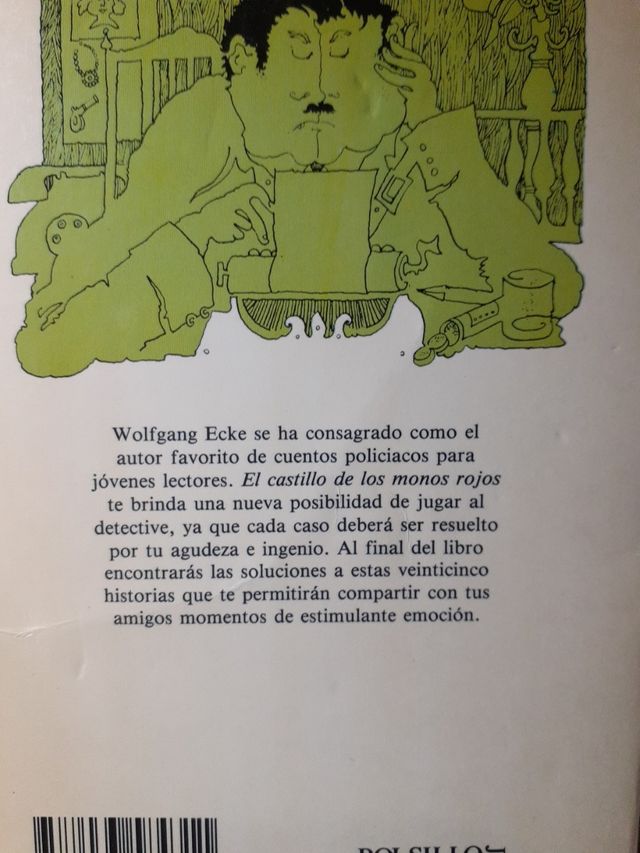 Wolfgang Ecke se ha consagrado como el
autor favorito de cuentos policiacos para
jóvenes lectores. El castillo de los monos rojos
te brinda una nueva posibilidad de jugar al
detective, ya que cada caso deberá ser resuelto
por tu agudeza e ingenio. Al final del libro
encontrarás las soluciones a estas veinticinco
historias que te permitirán compartir con tus
amigos momentos de estimulante emoción.
BOLSILLO